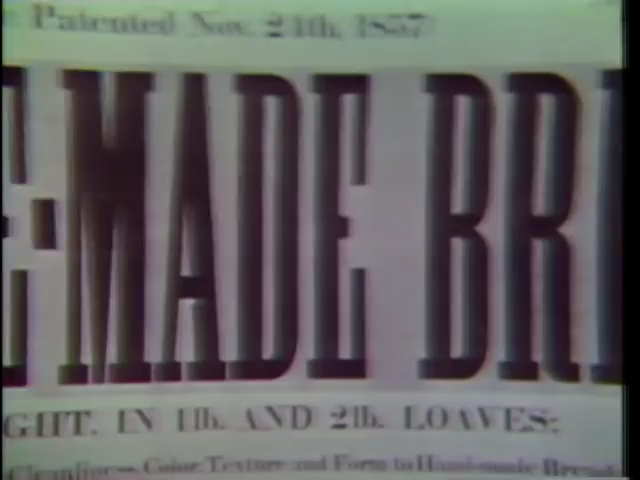 Patented Nov. 24th, 1857
E-MADE BR
GHT. IN 1lb. AND 2lb. LOAVES;
Cleanliness, Color, Texture and Form to Hand-made Bread